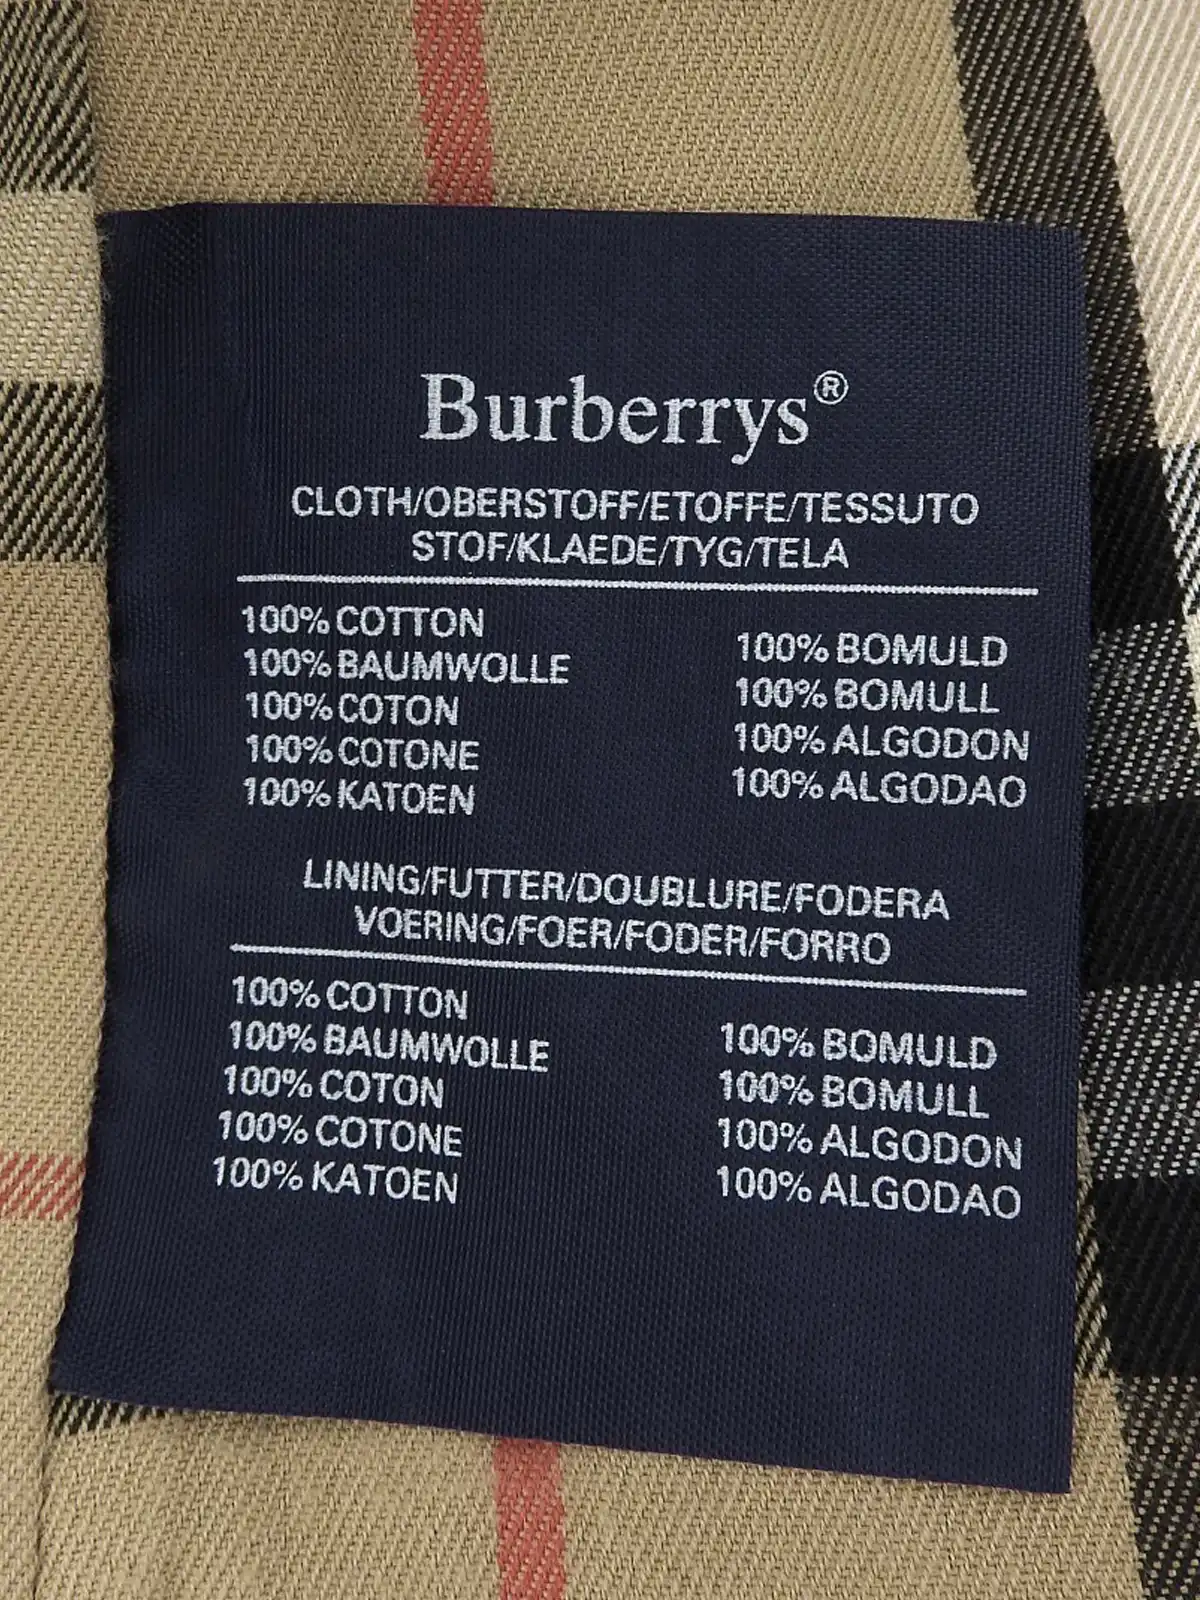 Burberrys®
CLOTH/OBERSTOFF/ETOFFE/TESSUTO
STOF/KLAEDE/TYG/TELA
100% COTTON
100% BAUMWOLLE
100% COTON
100% COTONE
100% KATOEN
100% BOMULD
100% BOMULL
100% ALGODON
100% ALGODAO
LINING/FUTTER/DOUBLURE/FODERA
VOERING/FOER/FODER/FORRO
100% COTTON
100% BAUMWOLLE
100% COTON
100% COTONE
100% KATOEN
100% BOMULD
100% BOMULL
100% ALGODON
100% ALGODAO